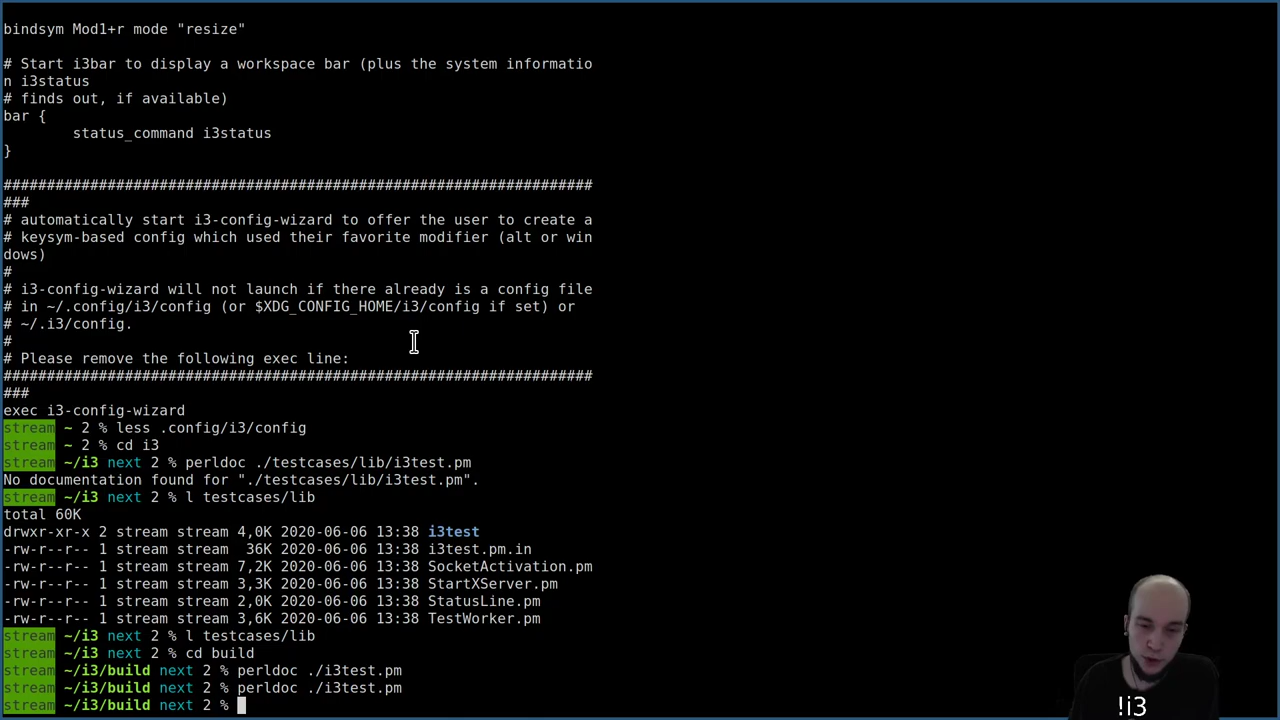 bindsym Mod1+r mode "resize"
# Start i3bar to display a workspace bar (plus the system informatio
n i3status
# finds out, if available)
bar {
        status_command i3status
}
####################################################################
###
# automatically start i3-config-wizard to offer the user to create a
# keysym-based config which used their favorite modifier (alt or win
dows)
#
# i3-config-wizard will not launch if there already is a config file
# in ~/.config/i3/config (or $XDG_CONFIG_HOME/i3/config if set) or
# ~/.i3/config.
#
# Please remove the following exec line:
####################################################################
###
exec i3-config-wizard
stream ~ 2 % less .config/i3/config
stream ~ 2 % cd i3
stream ~/i3 next 2 % perldoc ./testcases/lib/i3test.pm
No documentation found for "./testcases/lib/i3test.pm".
stream ~/i3 next 2 % l testcases/lib
total 60K
drwxr-xr-x 2 stream stream 4,0K 2020-06-06 13:38 i3test
-rw-r--r-- 1 stream stream  36K 2020-06-06 13:38 i3test.pm.in
-rw-r--r-- 1 stream stream 7,2K 2020-06-06 13:38 SocketActivation.pm
-rw-r--r-- 1 stream stream 3,3K 2020-06-06 13:38 StartXServer.pm
-rw-r--r-- 1 stream stream 2,0K 2020-06-06 13:38 StatusLine.pm
-rw-r--r-- 1 stream stream 3,6K 2020-06-06 13:38 TestWorker.pm
stream ~/i3 next 2 % l testcases/lib
stream ~/i3 next 2 % cd build
stream ~/i3/build next 2 % perldoc ./i3test.pm
stream ~/i3/build next 2 % perldoc ./i3test.pm
stream ~/i3/build next 2 %
!i3